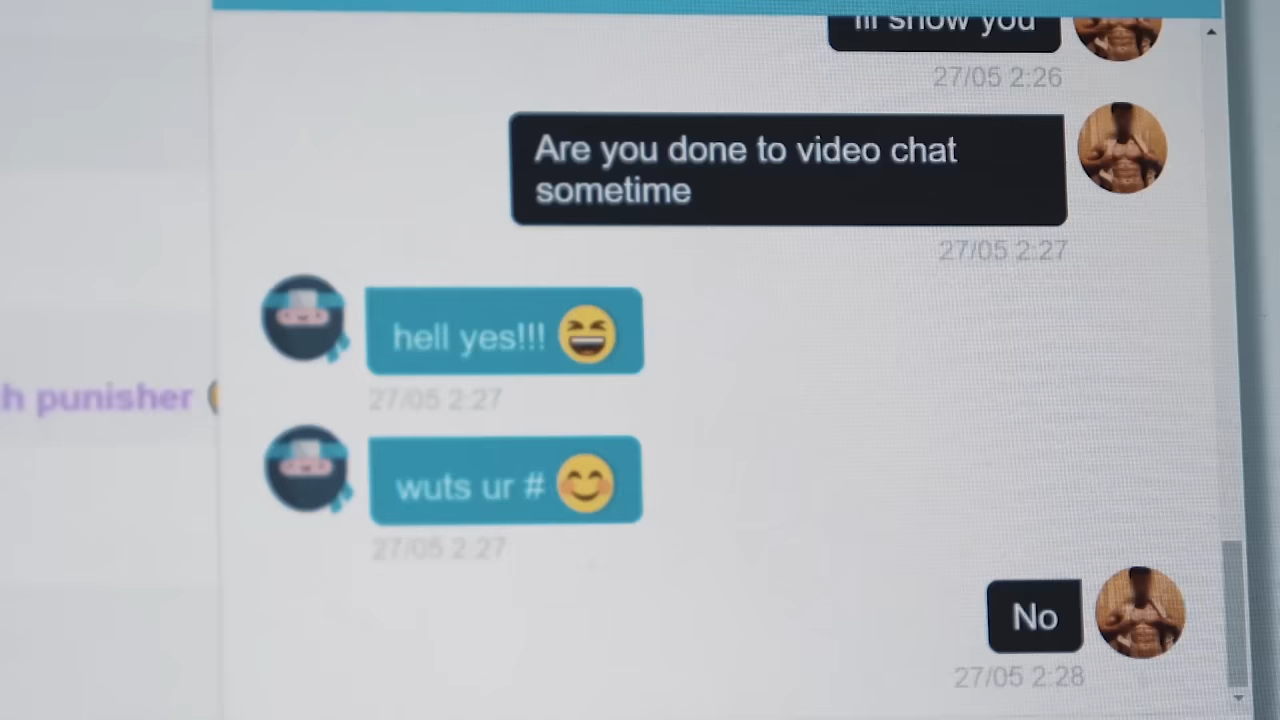 Ill show you
27/05 2:26
Are you done to video chat
sometime
27/05 2:27
hell yes!!!
27/05 2:27
h punisher
wuts ur #
27/05 2:27
No
27/05 2:28